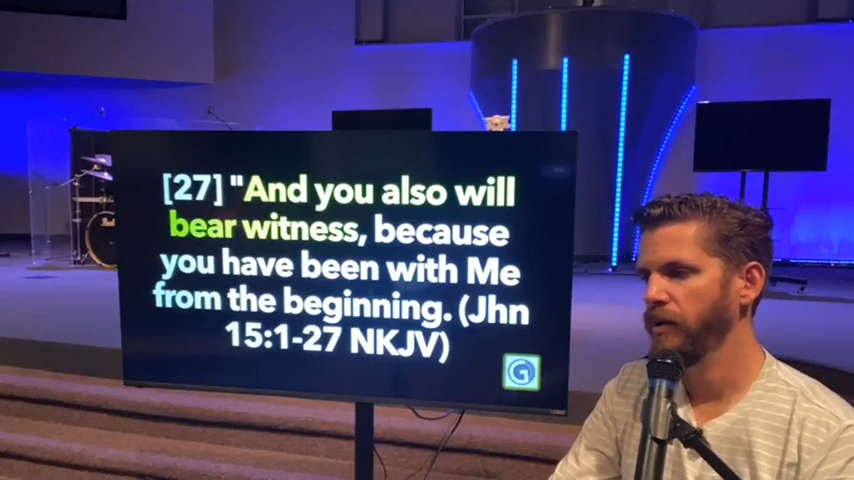 [27] "And you also will
bear witness, because
you have been with Me
from the beginning. (Jhn
15:1-27 NKJV)
G